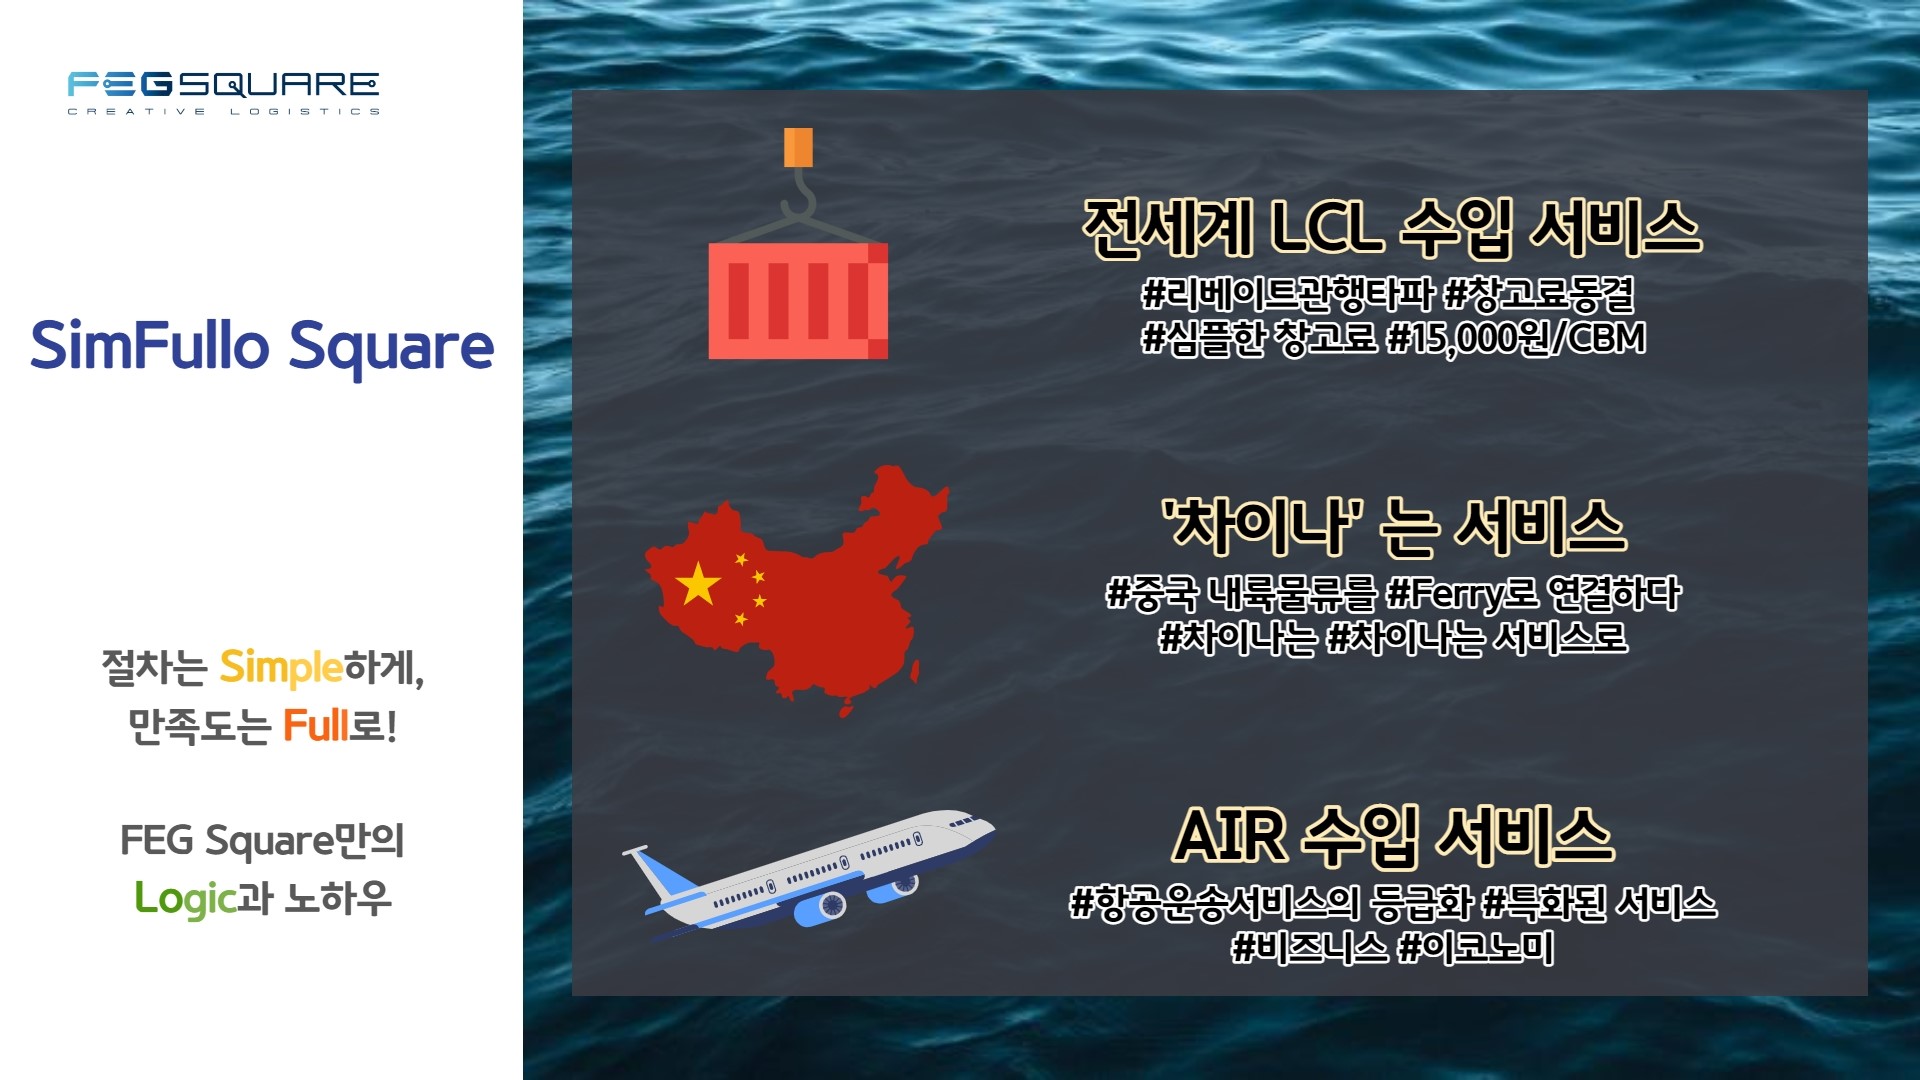 FEGSQUARE
CREATIVE LOGISTICS
SimFullo Square
절차는 Simple하게,
만족도는 Full로!
FEG Square만의
Logic과 노하우
전세계 LCL 수입 서비스
#리베이트관행타파 #창고료동결
#심플한 창고료 #15,000원/CBM
'차이나' 는 서비스
#중국 내륙물류를 #Ferry로 연결하다
#차이나는 #차이나는 서비스로
AIR 수입 서비스
#항공운송서비스의 등급화 #특화된 서비스
#비즈니스 #이코노미